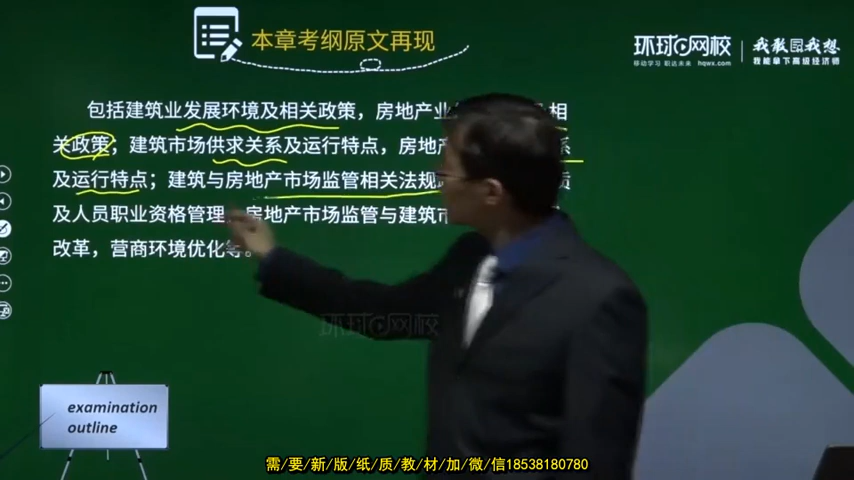 本章考纲原文再现
环球网校
移动学习 职达未来 hqwx.com
我敢因我想
我能拿下高级经济师
包括建筑业发展环境及相关政策，房地产业 相
关政策；建筑市场供求关系及运行特点，房地产 系
及运行特点；建筑与房地产市场监管相关法规 质
及人员职业资格管理 房地产市场监管与建筑市
改革，营商环境优化等。
环球网校
examination
outline
需/要/新/版/纸/质/教/材/加/微/信18538180780